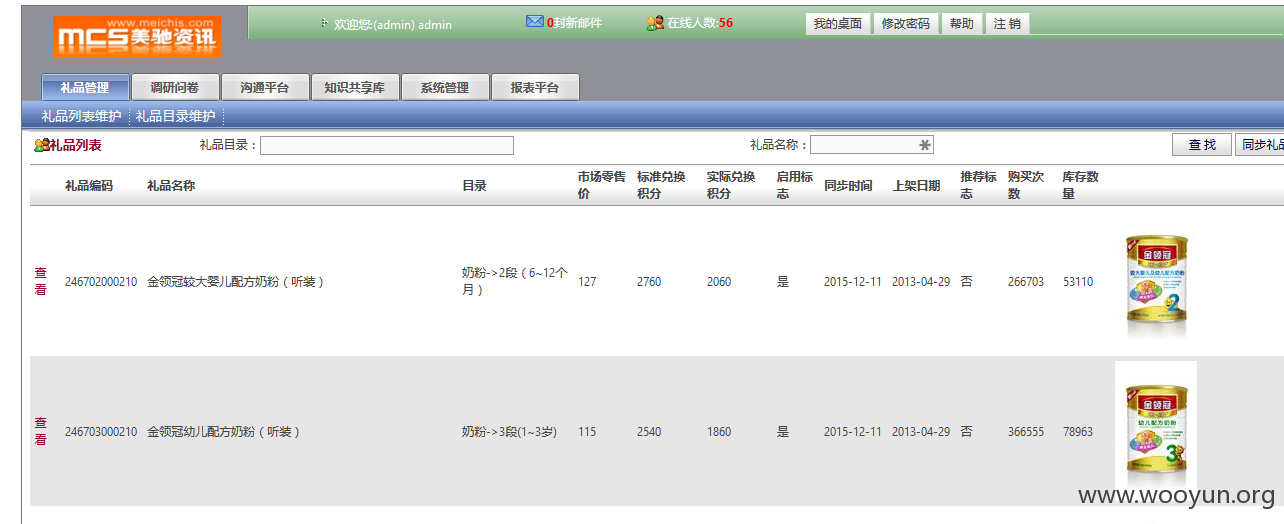 www.meichis.com
mcs美驰资讯
欢迎您:(admin) admin
0封新邮件
在线人数:56
我的桌面
修改密码
帮助
注 销
礼品管理
调研问卷
沟通平台
知识共享库
系统管理
报表平台
礼品列表维护
礼品目录维护
礼品列表
礼品目录：
礼品名称：
查 找
同步礼品
礼品编码 礼品名称 目录 市场零售价 标准兑换积分 实际兑换积分 启用标志 同步时间 上架日期 推荐标志 购买次数 库存数量
查看 246702000210 金领冠较大婴儿配方奶粉（听装） 奶粉->2段（6~12个月） 127 2760 2060 是 2015-12-11 2013-04-29 否 266703 53110
金领冠
较大婴儿及幼儿配方奶粉
2
查看 246703000210 金领冠幼儿配方奶粉（听装） 奶粉->3段(1~3岁) 115 2540 1860 是 2015-12-11 2013-04-29 否 366555 78963
金领冠
幼儿配方奶粉
3
www.wooyun.org